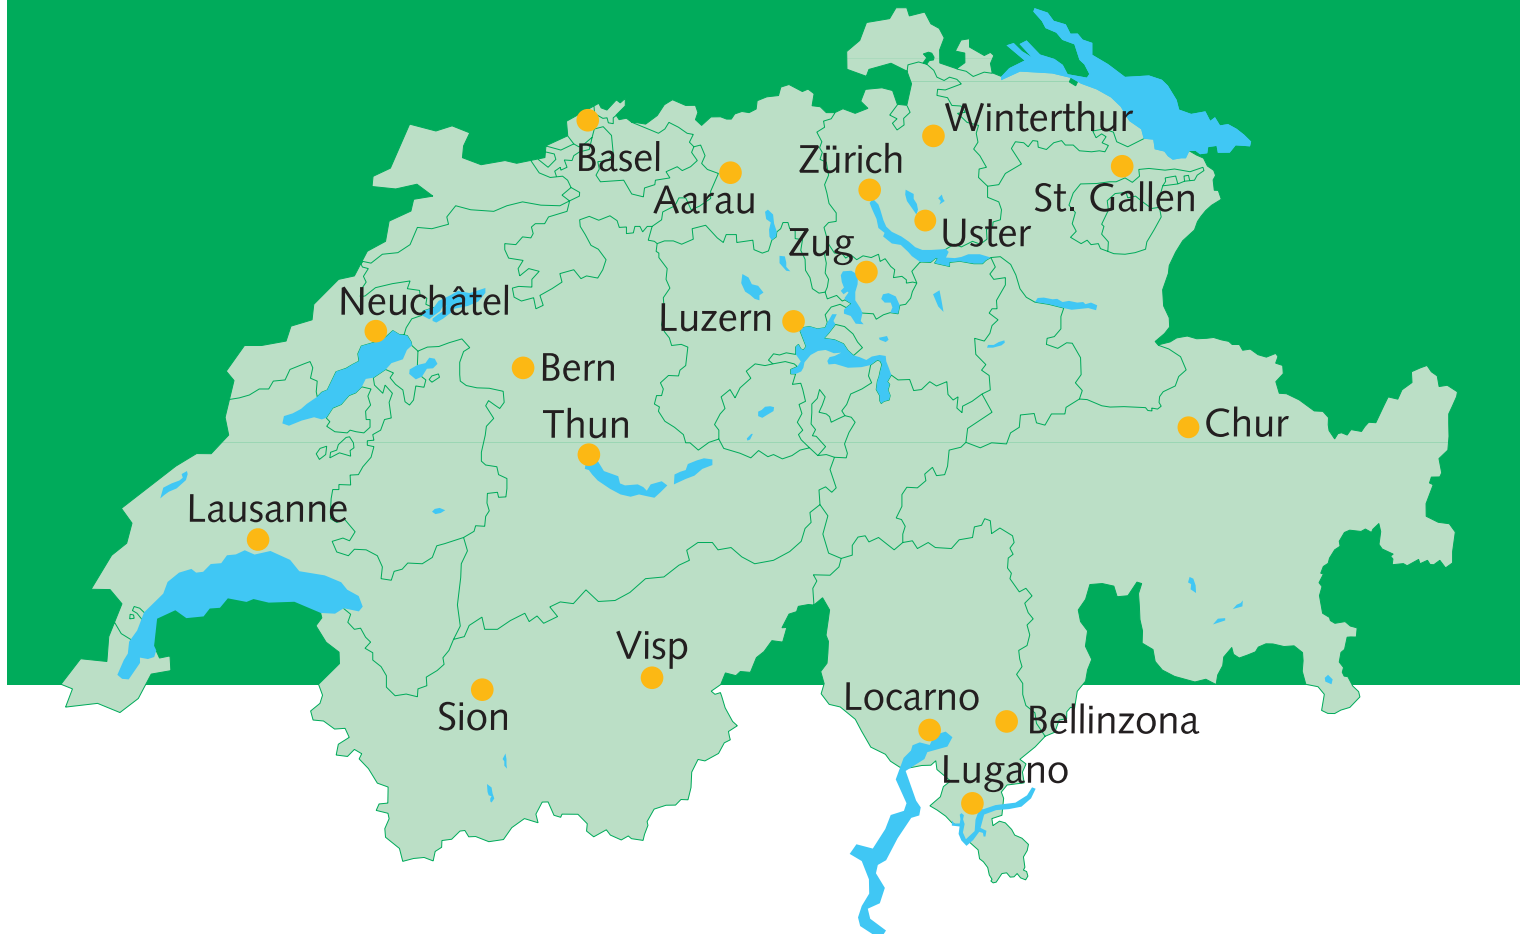 Winterthur
Basel
Zürich
Aarau
St. Gallen
Uster
Zug
Neuchâtel
Luzern
Bern
Thun
Chur
Lausanne
Visp
Sion
Locarno
Bellinzona
Lugano